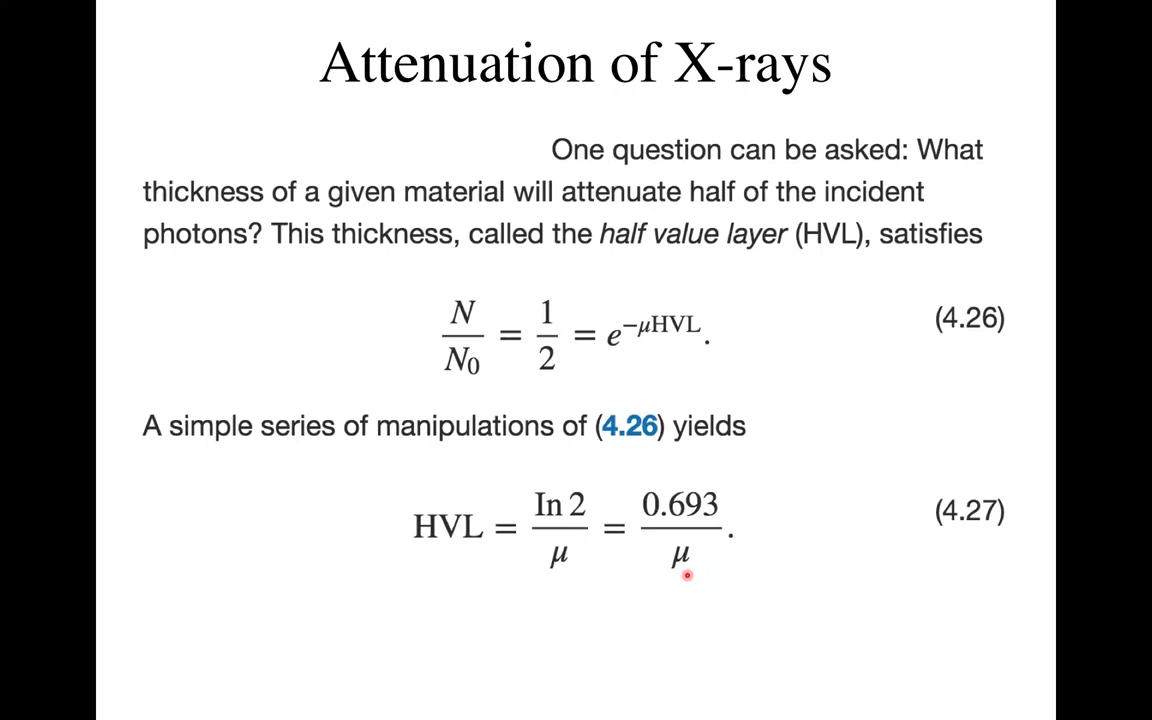 Attenuation of X-rays
One question can be asked: What
thickness of a given material will attenuate half of the incident
photons? This thickness, called the half value layer (HVL), satisfies
N/N₀ = 1/2 = e^−μHVL. (4.26)
A simple series of manipulations of (4.26) yields
HVL = In 2/μ = 0.693/μ. (4.27)